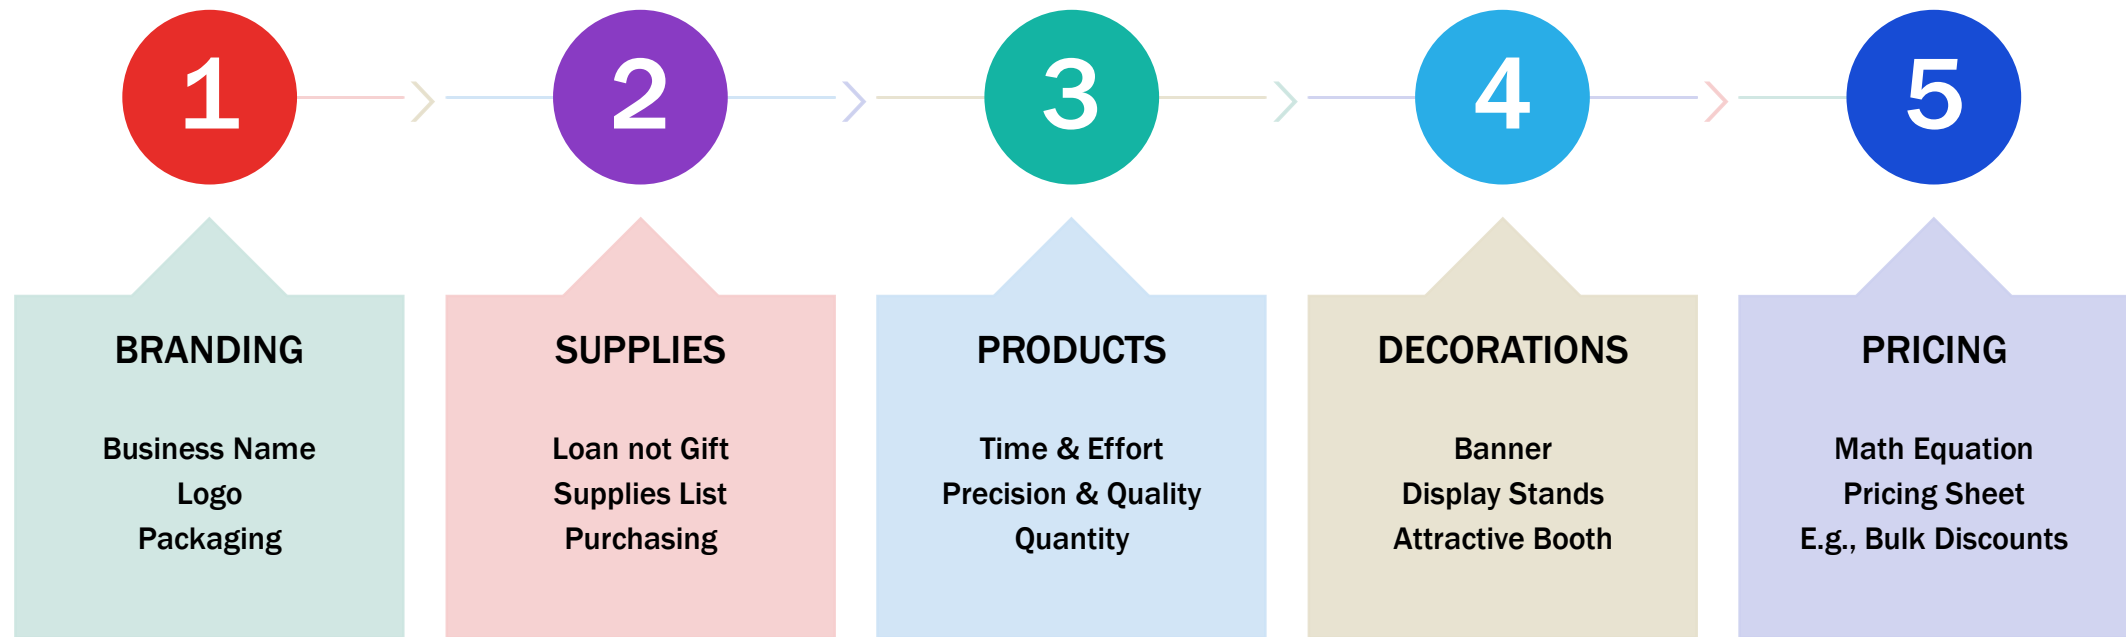 1
2
3
4
5
BRANDING
Business Name
Logo
Packaging
SUPPLIES
Loan not Gift
Supplies List
Purchasing
PRODUCTS
Time & Effort
Precision & Quality
Quantity
DECORATIONS
Banner
Display Stands
Attractive Booth
PRICING
Math Equation
Pricing Sheet
E.g., Bulk Discounts